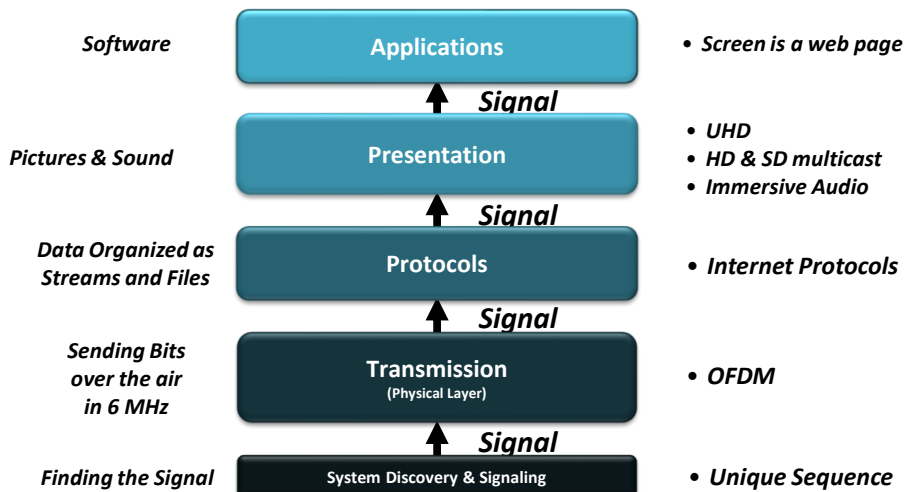 Software
Applications
• Screen is a web page
Signal
Pictures & Sound
Presentation
• UHD
• HD & SD multicast
• Immersive Audio
Signal
Data Organized as
Streams and Files
Protocols
• Internet Protocols
Signal
Sending Bits
over the air
in 6 MHz
Transmission
(Physical Layer)
• OFDM
Signal
Finding the Signal
System Discovery & Signaling
• Unique Sequence